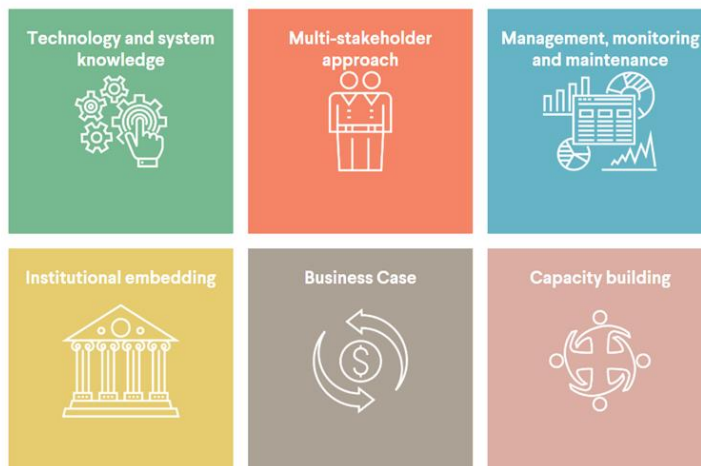 Technology and system
knowledge
Multi-stakeholder
approach
Management, monitoring
and maintenance
Institutional embedding
Business Case
$
Capacity building